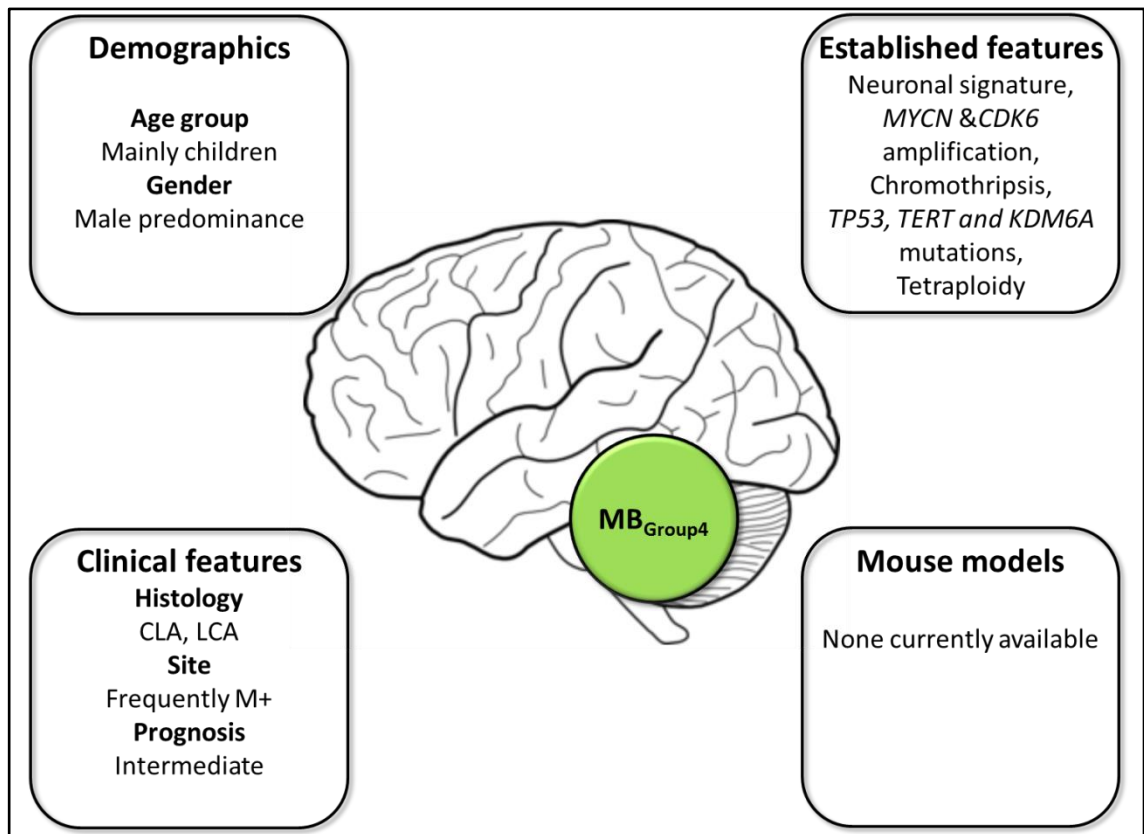 Demographics
Age group
Mainly children
Gender
Male predominance
Established features
Neuronal signature,
MYCN &CDK6
amplification,
Chromothripsis,
TP53, TERT and KDM6A
mutations,
Tetraploidy
MBGroup4
Clinical features
Histology
CLA, LCA
Site
Frequently M+
Prognosis
Intermediate
Mouse models
None currently available